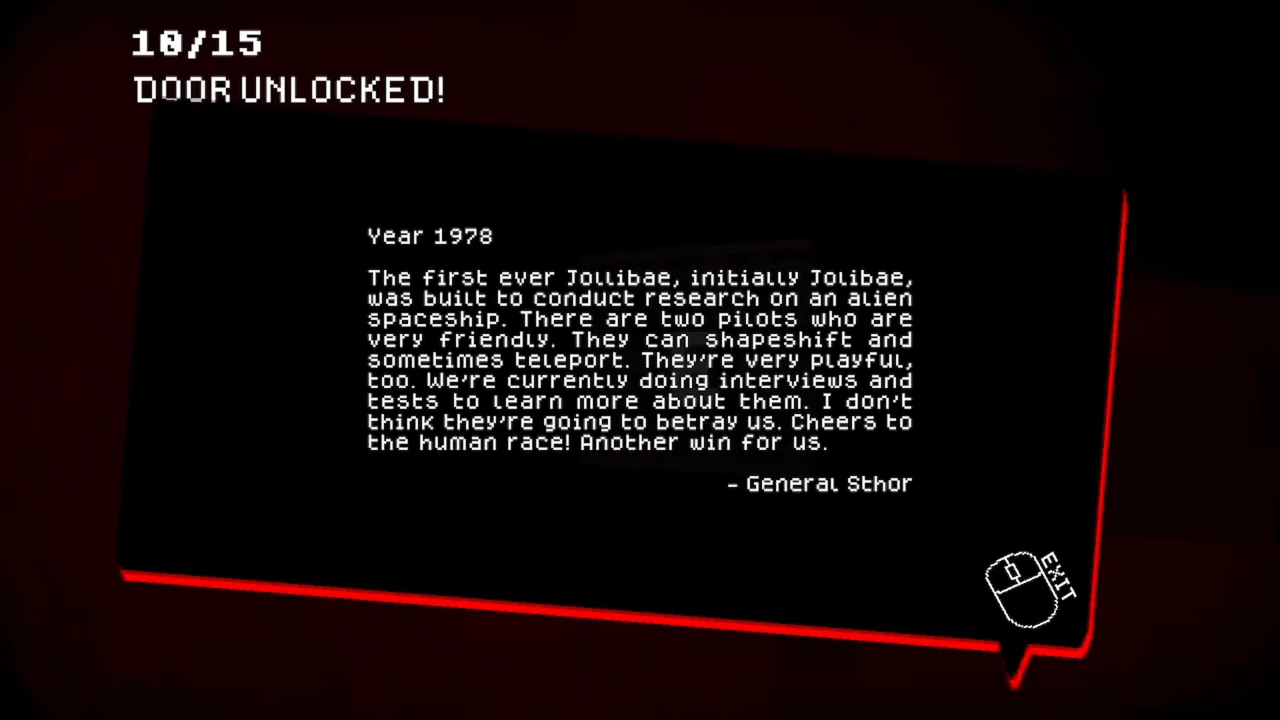 10/15
DOOR UNLOCKED!
Year 1978
The first ever Jollibae, initially Jolibae,
was built to conduct research on an alien
spaceship. There are two pilots who are
very friendly. They can shapeshift and
sometimes teleport. They're very playful,
too. We're currently doing interviews and
tests to learn more about them. I don't
think they're going to betray us. Cheers to
the human race! Another win for us.
- General Sthor
EXIT